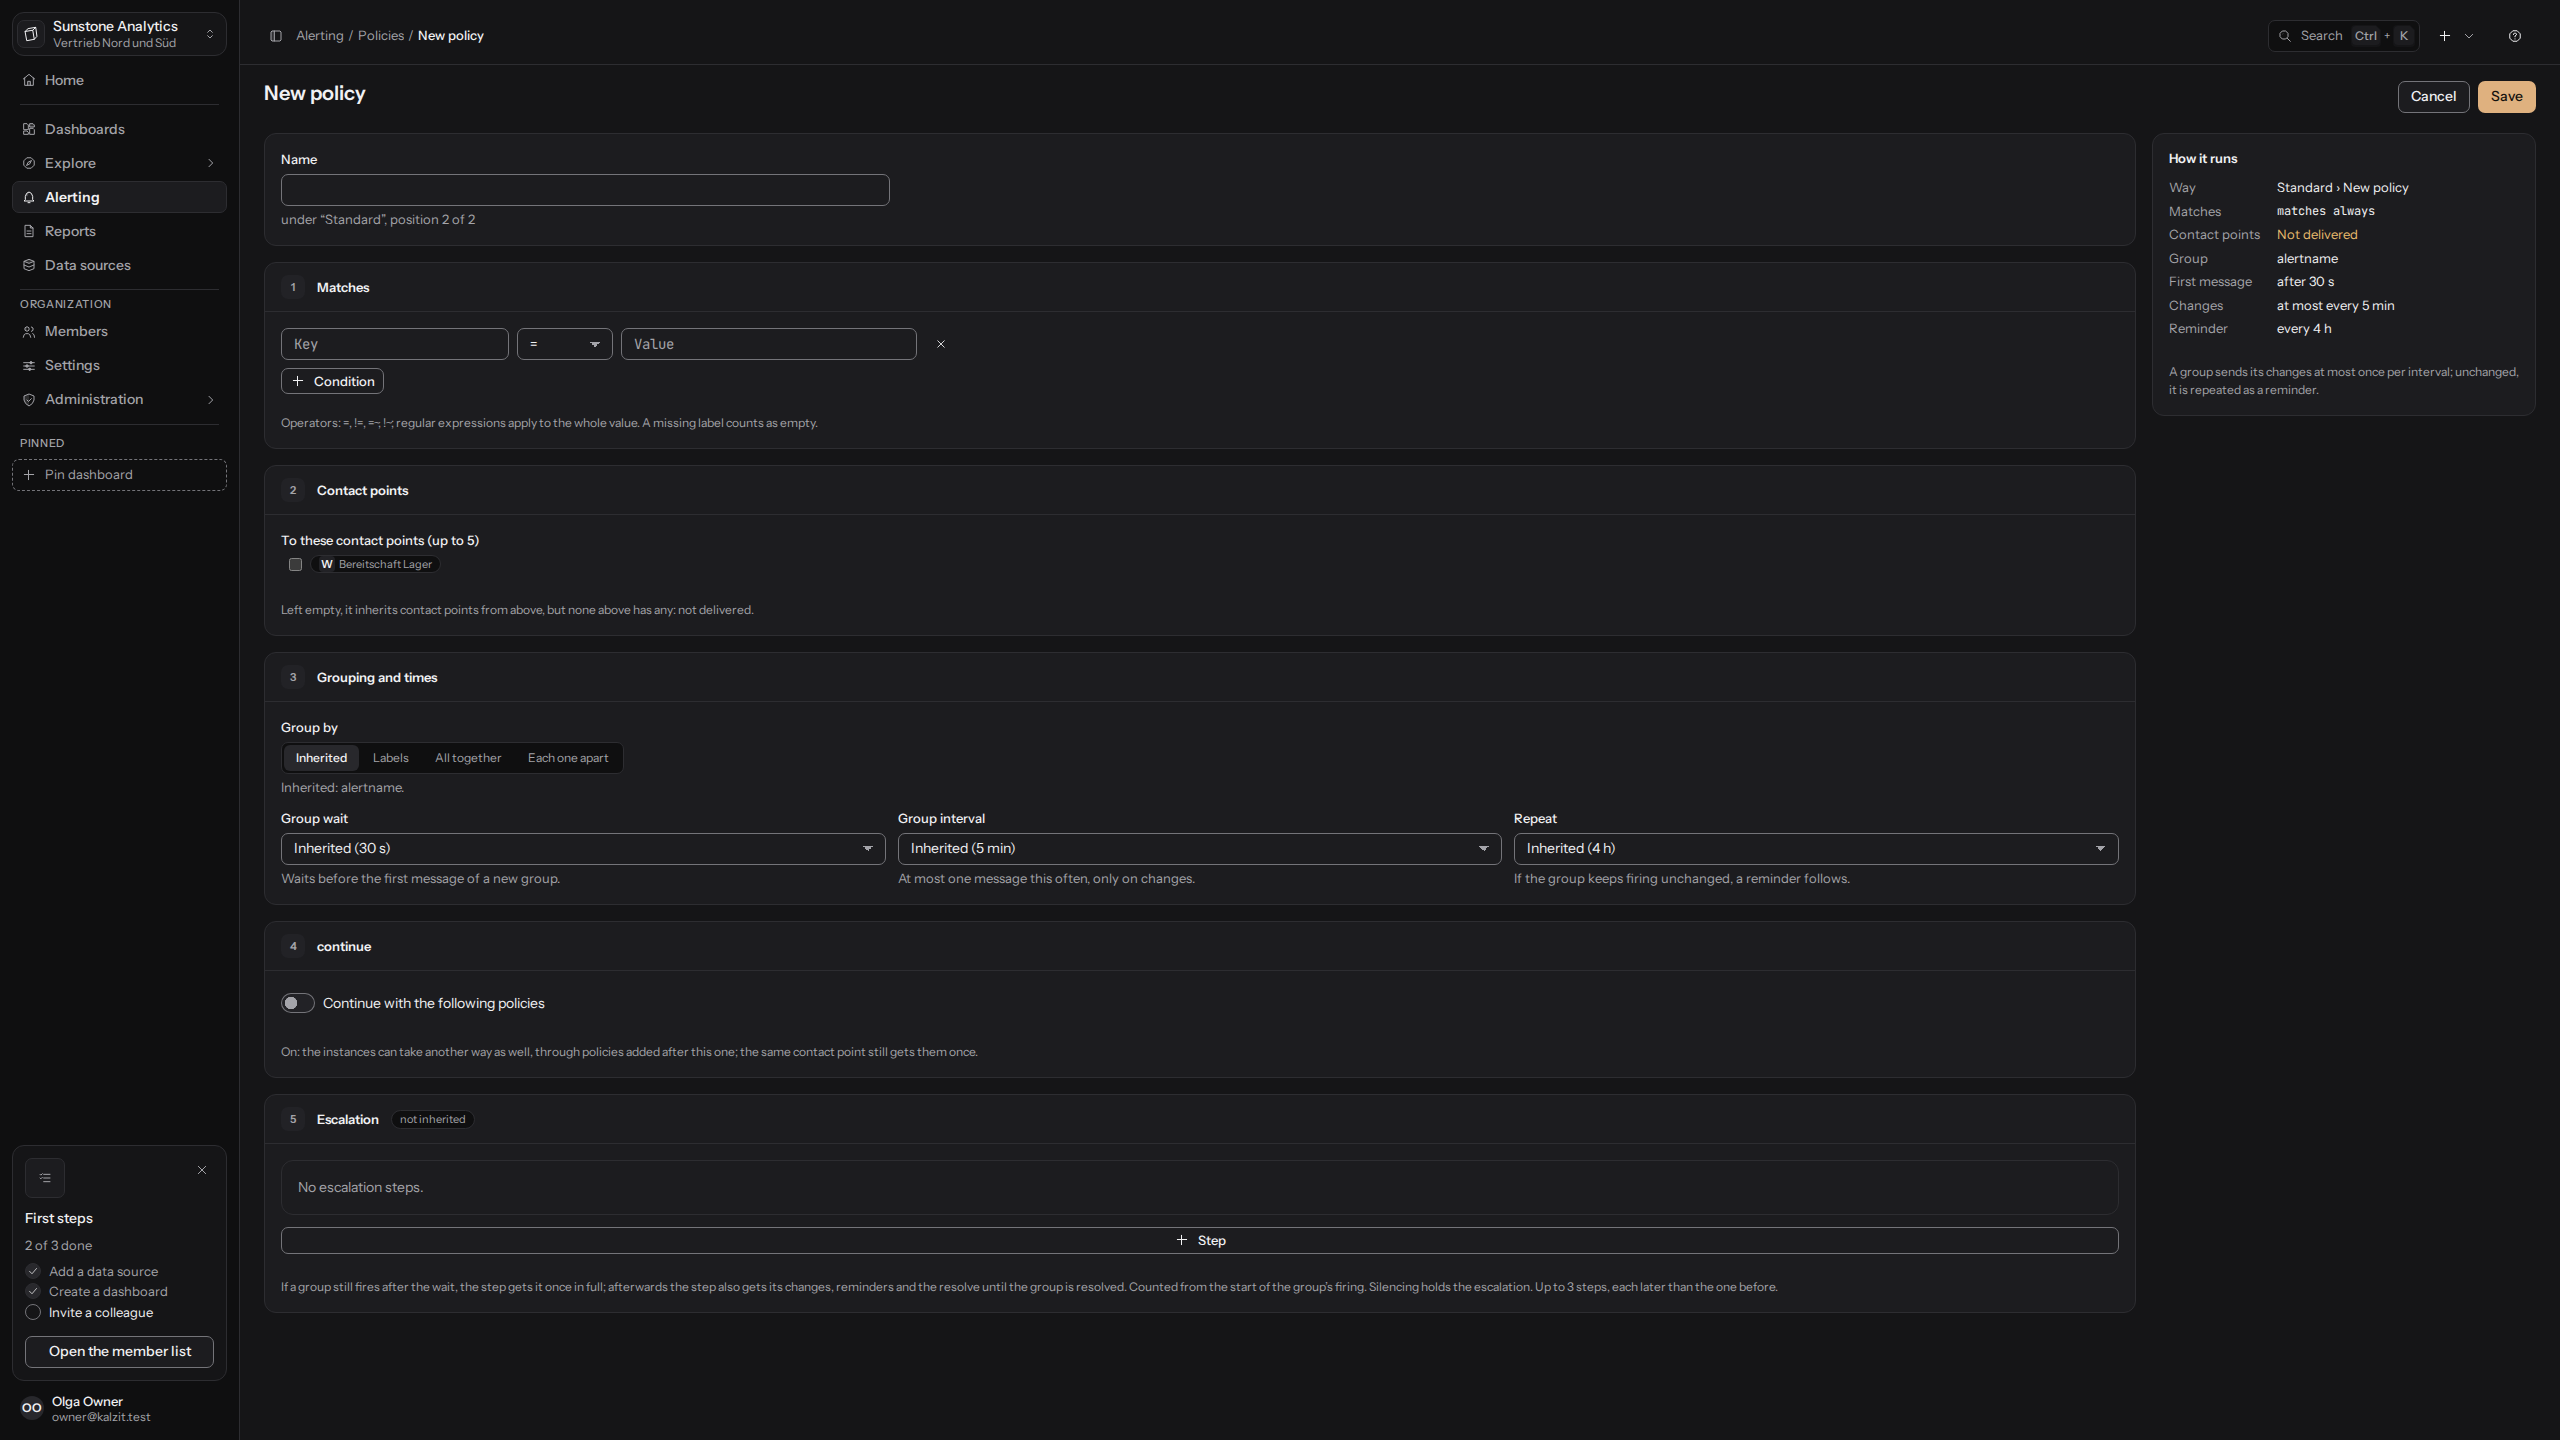 Sunstone Analytics
Vertrieb Nord und Süd
Home
Dashboards
Explore
Alerting
Reports
Data sources
ORGANIZATION
Members
Settings
Administration
PINNED
Pin dashboard
First steps
2 of 3 done
Add a data source
Create a dashboard
Invite a colleague
Open the member list
OO Olga Owner
owner@kalzit.test
Alerting / Policies / New policy
Search Ctrl + K
New policy
Cancel Save
Name
under “Standard”, position 2 of 2
1 Matches
Key = Value
Condition
Operators: =, !=, =~, !~; regular expressions apply to the whole value. A missing label counts as empty.
2 Contact points
To these contact points (up to 5)
W Bereitschaft Lager
Left empty, it inherits contact points from above, but none above has any: not delivered.
3 Grouping and times
Group by
Inherited Labels All together Each one apart
Inherited: alertname.
Group wait Group interval Repeat
Inherited (30 s) Inherited (5 min) Inherited (4 h)
Waits before the first message of a new group. At most one message this often, only on changes. If the group keeps firing unchanged, a reminder follows.
4 continue
Continue with the following policies
On: the instances can take another way as well, through policies added after this one; the same contact point still gets them once.
5 Escalation not inherited
No escalation steps.
Step
If a group still fires after the wait, the step gets it once in full; afterwards the step also gets its changes, reminders and the resolve until the group is resolved. Counted from the start of the group's firing. Silencing holds the escalation. Up to 3 steps, each later than the one before.
How it runs
Way Standard › New policy
Matches matches always
Contact points Not delivered
Group alertname
First message after 30 s
Changes at most every 5 min
Reminder every 4 h
A group sends its changes at most once per interval; unchanged,
it is repeated as a reminder.